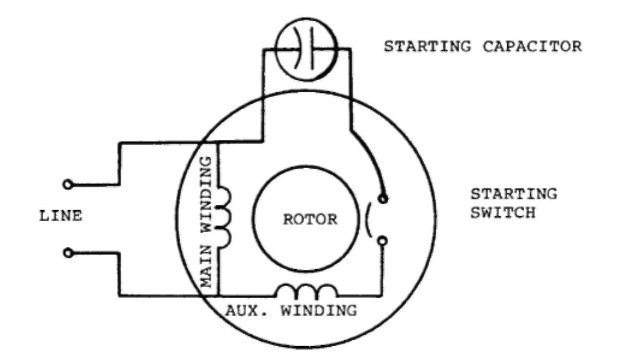 STARTING CAPACITOR
MAIN WINDING
STARTING
SWITCH
LINE
ROTOR
AUX. WINDING